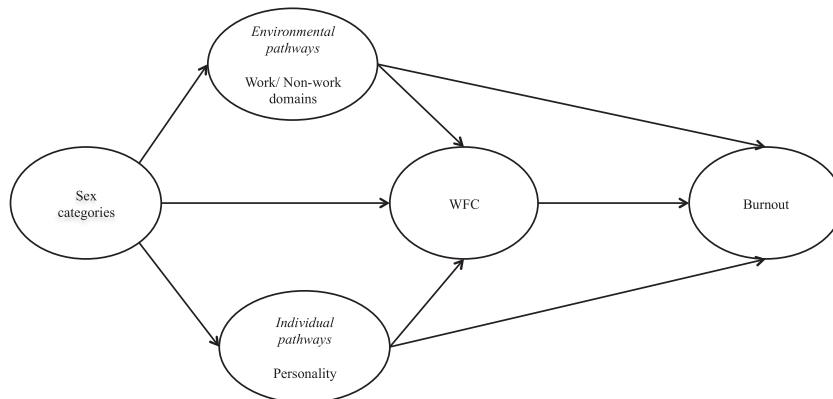 Environmental
pathways
Work/ Non-work
domains
Sex
categories
WFC
Burnout
Individual
pathways
Personality